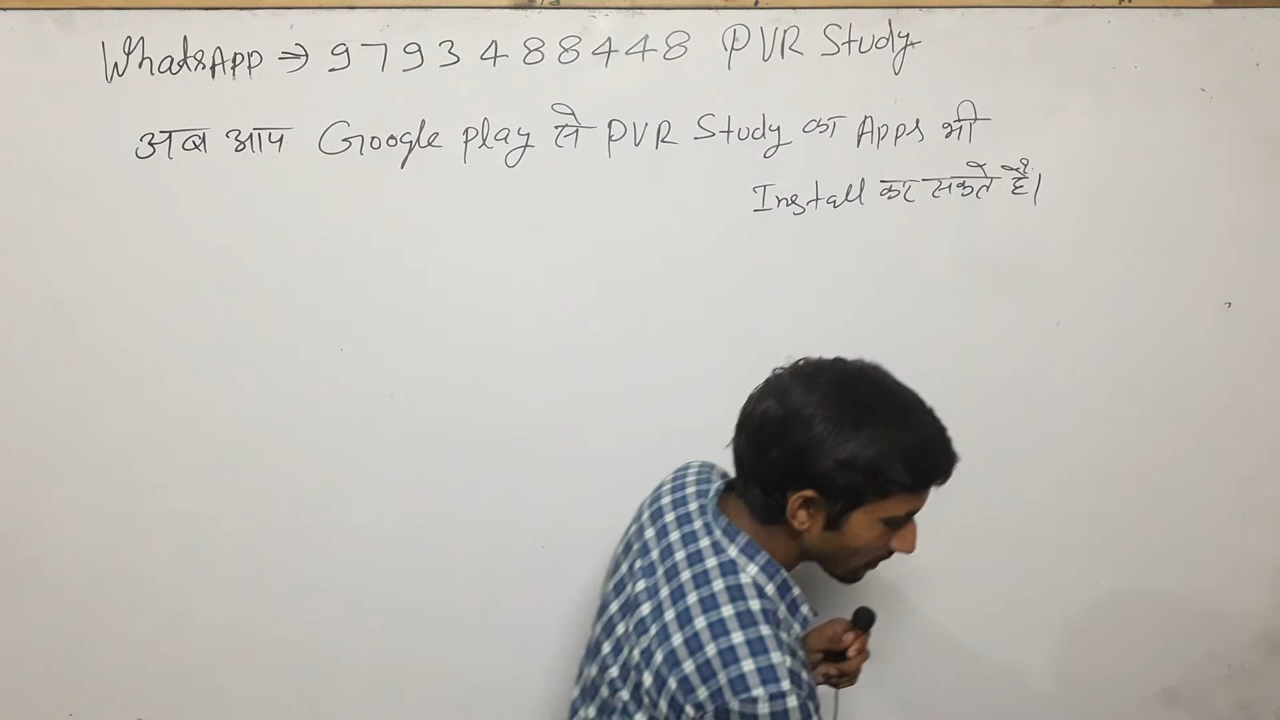 WhatsApp ⇒ 9793488448 PVR Study
अब आप Google play से PVR Study का Apps भी
Install कर सकते हैं।